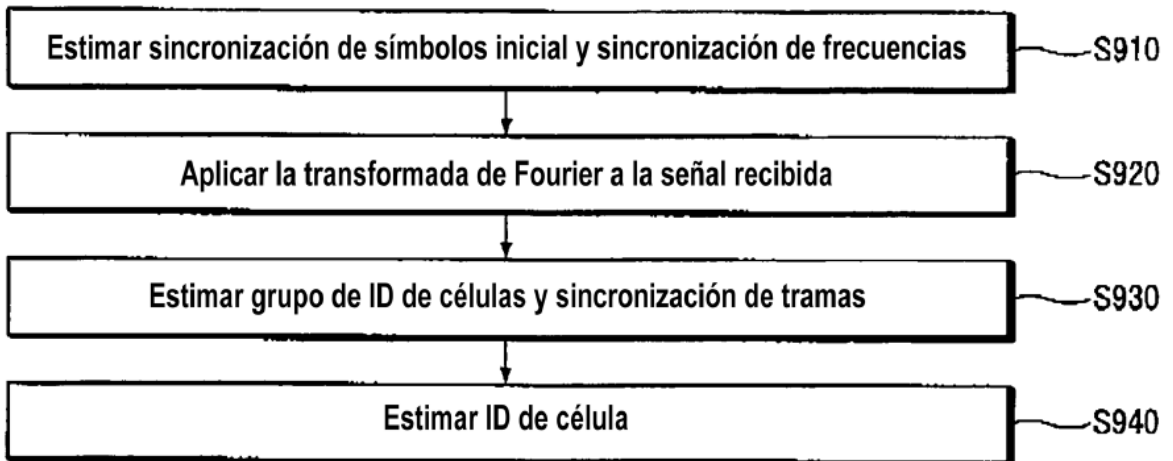 Estimar sincronización de símbolos inicial y sincronización de frecuencias
S910
Aplicar la transformada de Fourier a la señal recibida
S920
Estimar grupo de ID de células y sincronización de tramas
S930
Estimar ID de célula
S940